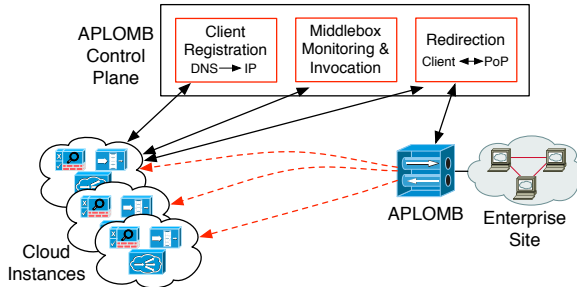 APLOMB
Control
Plane
Client
Registration
DNS IP
Middlebox
Monitoring &
Invocation
Redirection
Client PoP
APLOMB
Enterprise
Site
Cloud
Instances